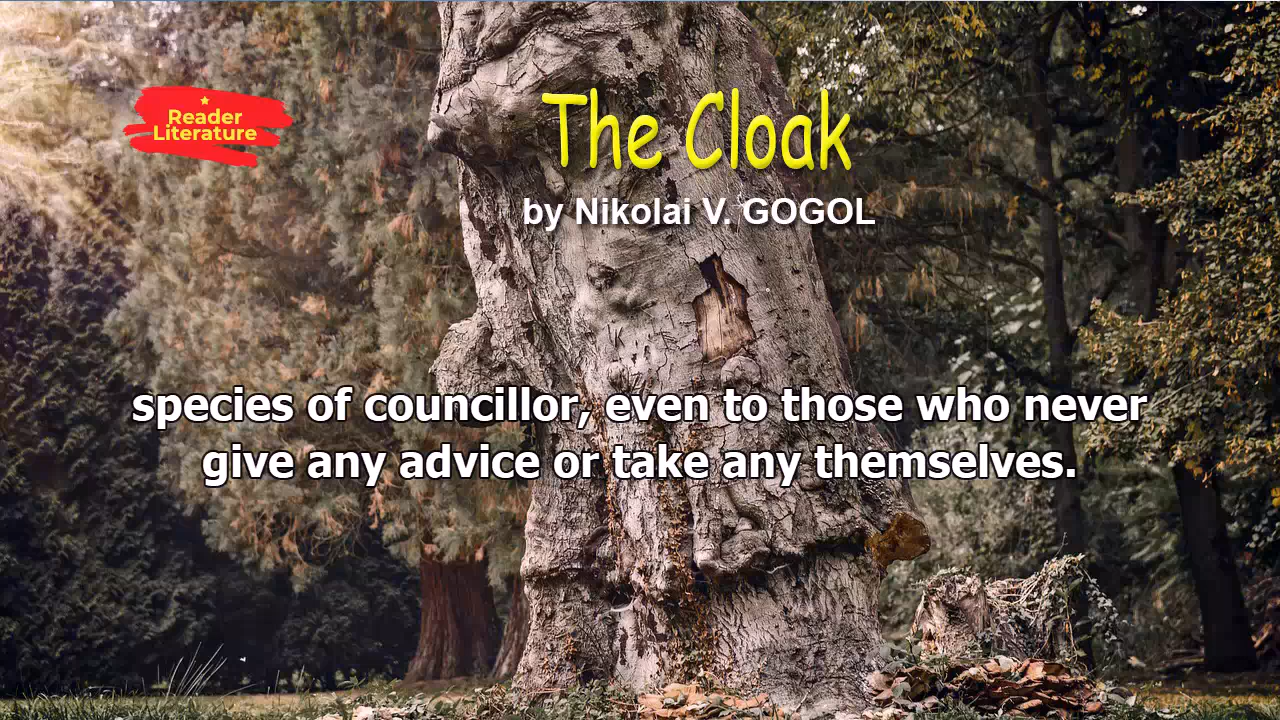 Reader
Literature
The Cloak
by Nikolai V. GOGOL
species of councillor, even to those who never
give any advice or take any themselves.